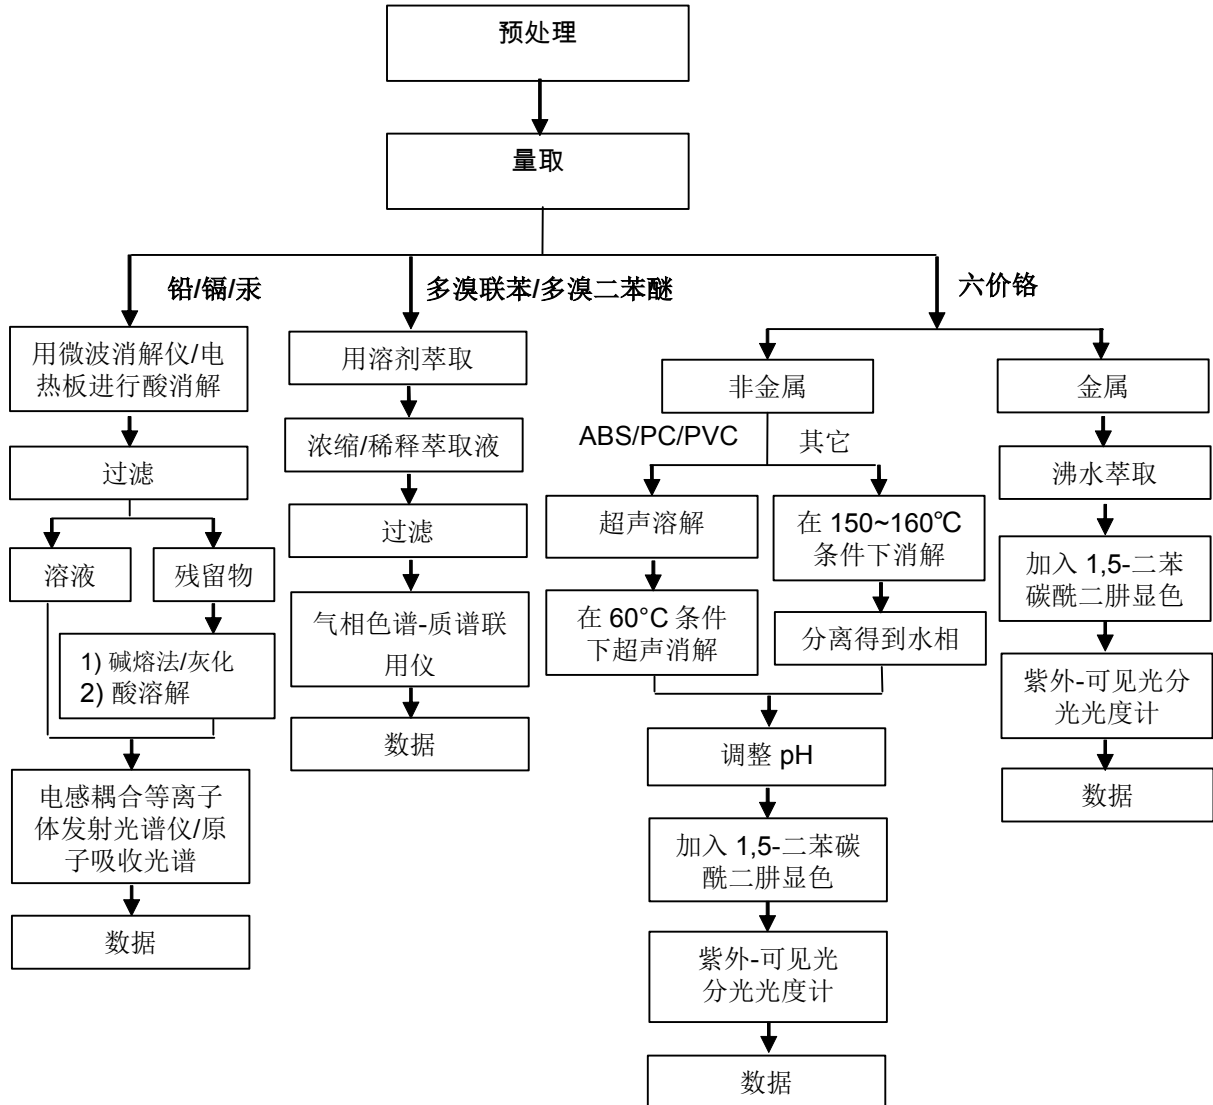 预处理
量取
铅/镉/汞
多溴联苯/多溴二苯醚
六价铬
用微波消解仪/电
热板进行酸消解
过滤
溶液
残留物
1) 碱熔法/灰化
2) 酸溶解
电感耦合等离子
体发射光谱仪/原
子吸收光谱
数据
用溶剂萃取
浓缩/稀释萃取液
过滤
气相色谱-质谱联
用仪
数据
非金属
ABS/PC/PVC
其它
超声溶解
在 60°C 条件
下超声消解
在 150~160℃
条件下消解
分离得到水相
调整 pH
加入 1,5-二苯碳
酰二肼显色
紫外-可见光
分光光度计
数据
金属
沸水萃取
加入 1,5-二苯
碳酰二肼显色
紫外-可见光分
光光度计
数据